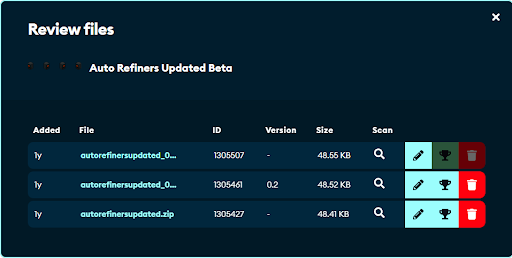 Review files
Auto Refiners Updated Beta
Added File ID Version Size Scan
1y autorefinersupdated_0... 1305507 - 48.55 KB
1y autorefinersupdated_0... 1305461 0.2 48.52 KB
1y autorefinersupdated.zip 1305427 - 48.41 KB